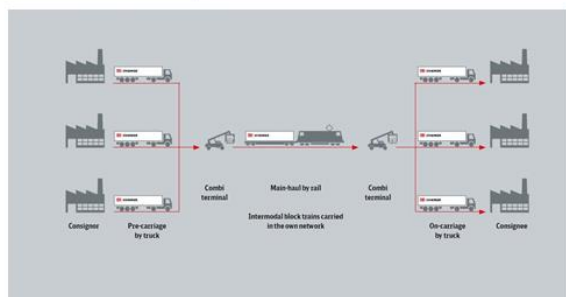 Combi
terminal
Main-haul by rail
Combi
terminal
Intermodal block trains carried
in the own network
Consignor
Pre-carriage
by truck
On-carriage
by truck
Consignee